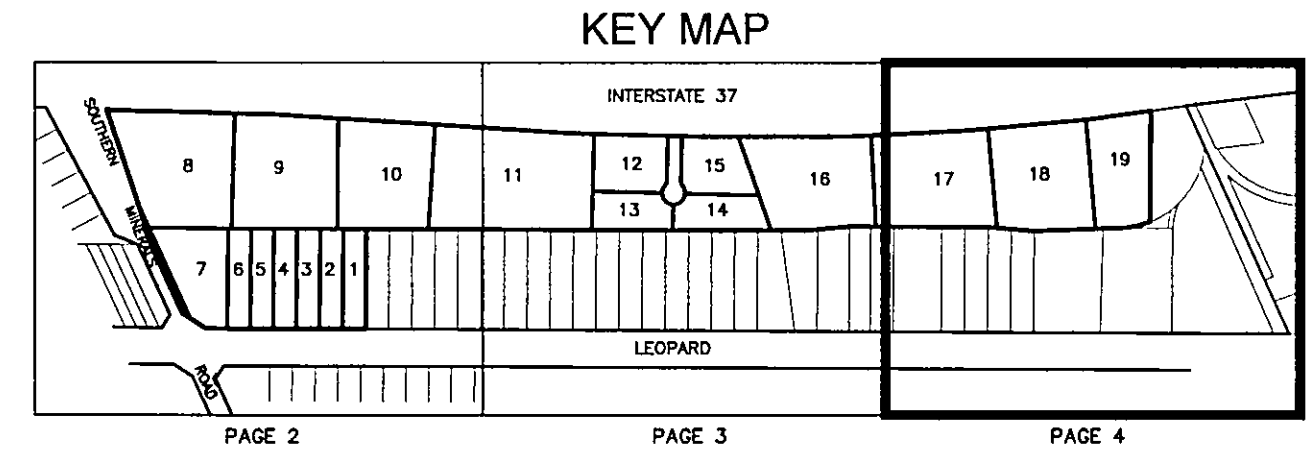 KEY MAP
INTERSTATE 37
SOUTHERN
MINERALS
ROAD
8
9
10
11
12
15
13
14
16
17
18
19
7
6
5
4
3
2
1
LEOPARD
PAGE 2
PAGE 3
PAGE 4